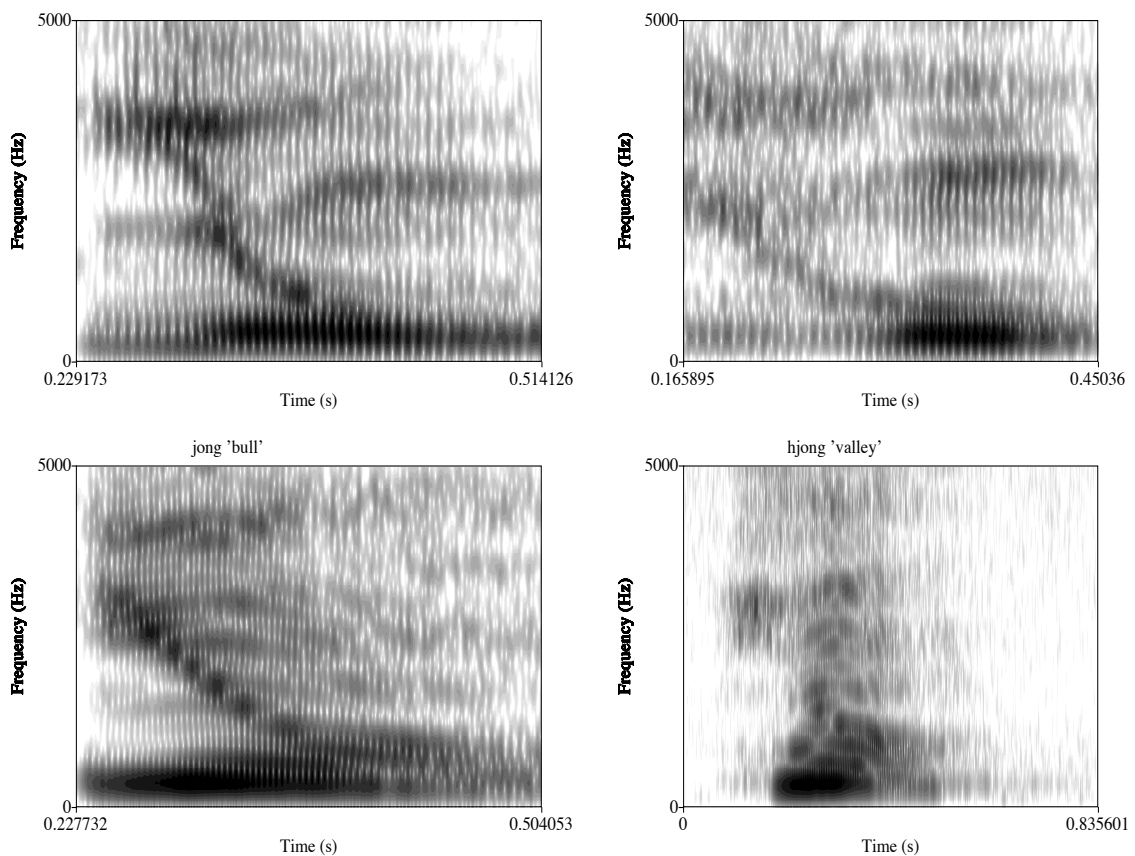 5000
5000
Frequency (Hz)
Frequency (Hz)
0
0
0.229173
0.514126
0.165895
0.45036
Time (s)
Time (s)
jong ’bull’
hjong ’valley’
5000
5000
Frequency (Hz)
Frequency (Hz)
0
0
0.227732
0.504053
0
0.835601
Time (s)
Time (s)